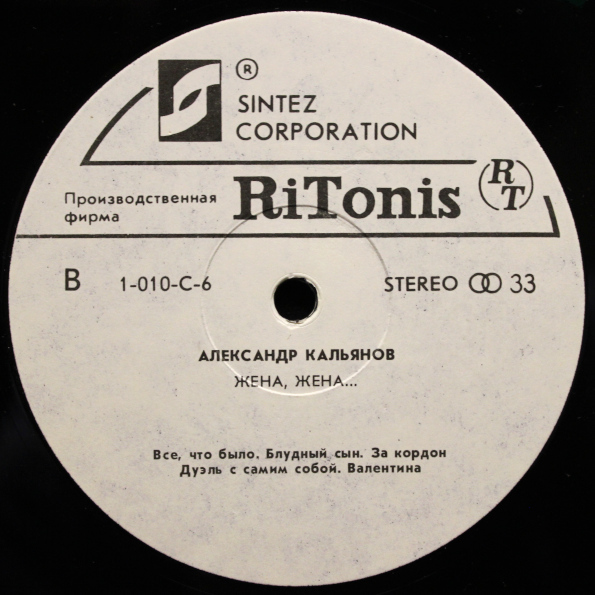 ®
SINTEZ
CORPORATION
Производственная
фирма
RiTonis
RT
B
1-010-C-6
STEREO
33
АЛЕКСАНДР КАЛЬЯНОВ
ЖЕНА, ЖЕНА...
Все, что было. Блудный сын. За кордон
Дуэль с самим собой. Валентина